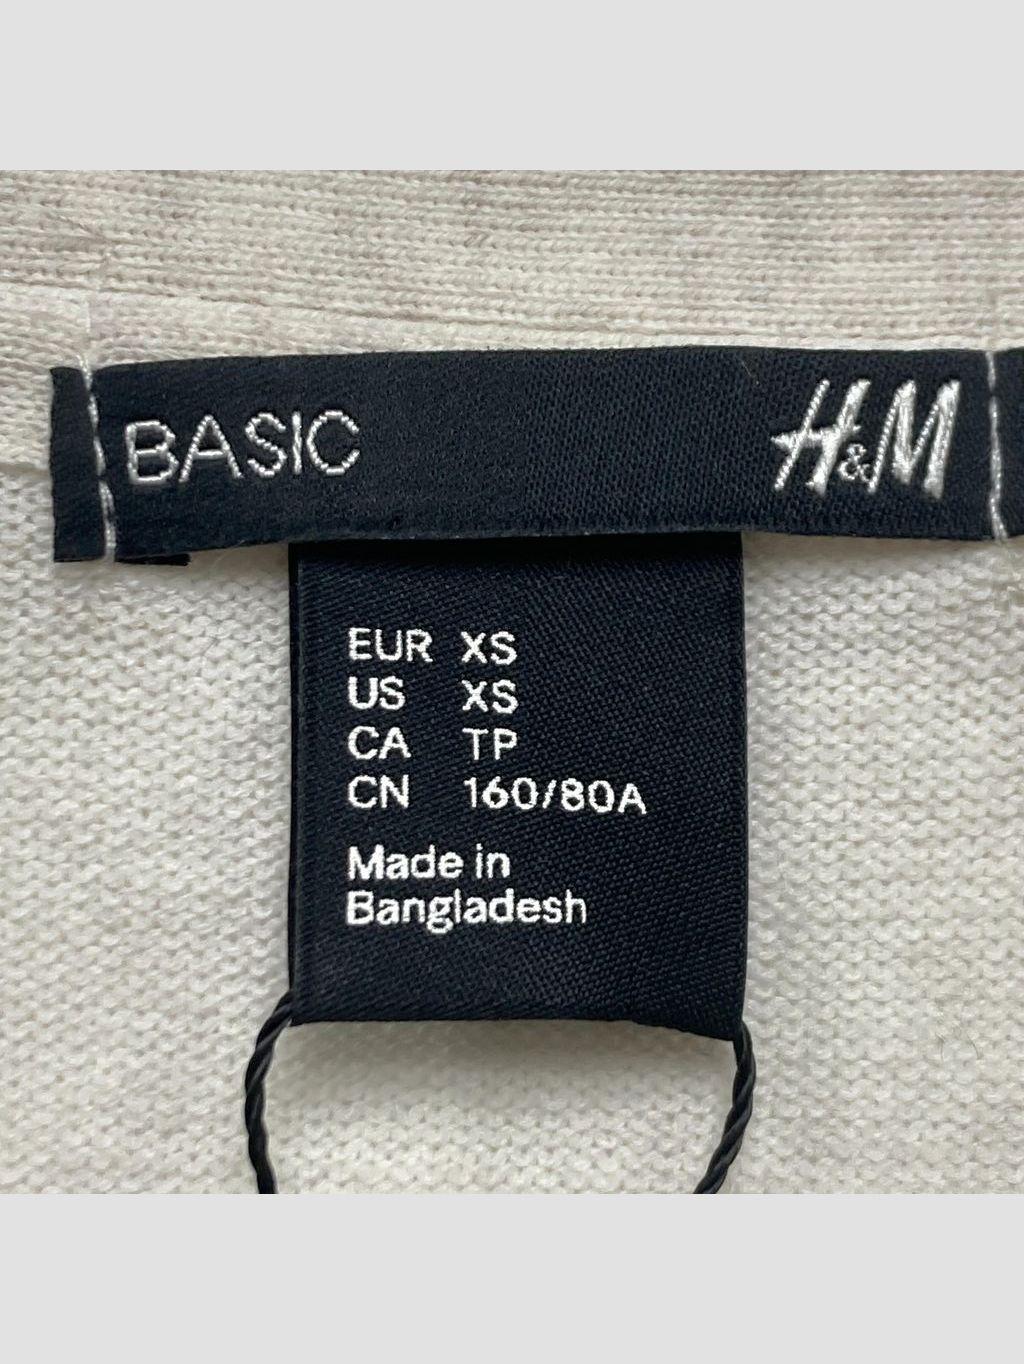 BASIC H&M
EUR XS
US XS
CA TP
CN 160/80A
Made in
Bangladesh